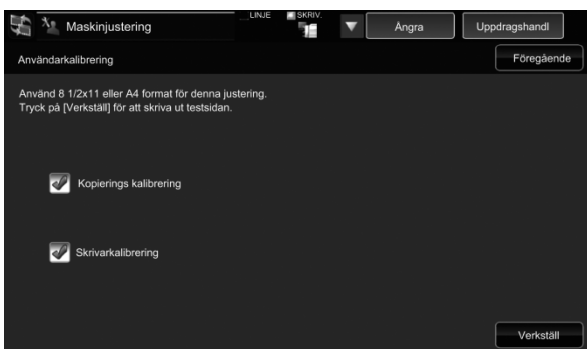 Maskinjustering
LINJE
SKRIV.
Ångra
Uppdragshandl
Användarkalibrering
Föregående
Använd 8 1/2x11 eller A4 format för denna justering.
Tryck på [Verkställ] för att skriva ut testsidan.
Kopierings kalibrering
Skrivarkalibrering
Verkställ